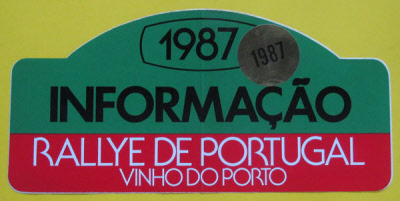 1987
1987
INFORMAÇÃO
RALLYE DE PORTUGAL
VINHO DO PORTO